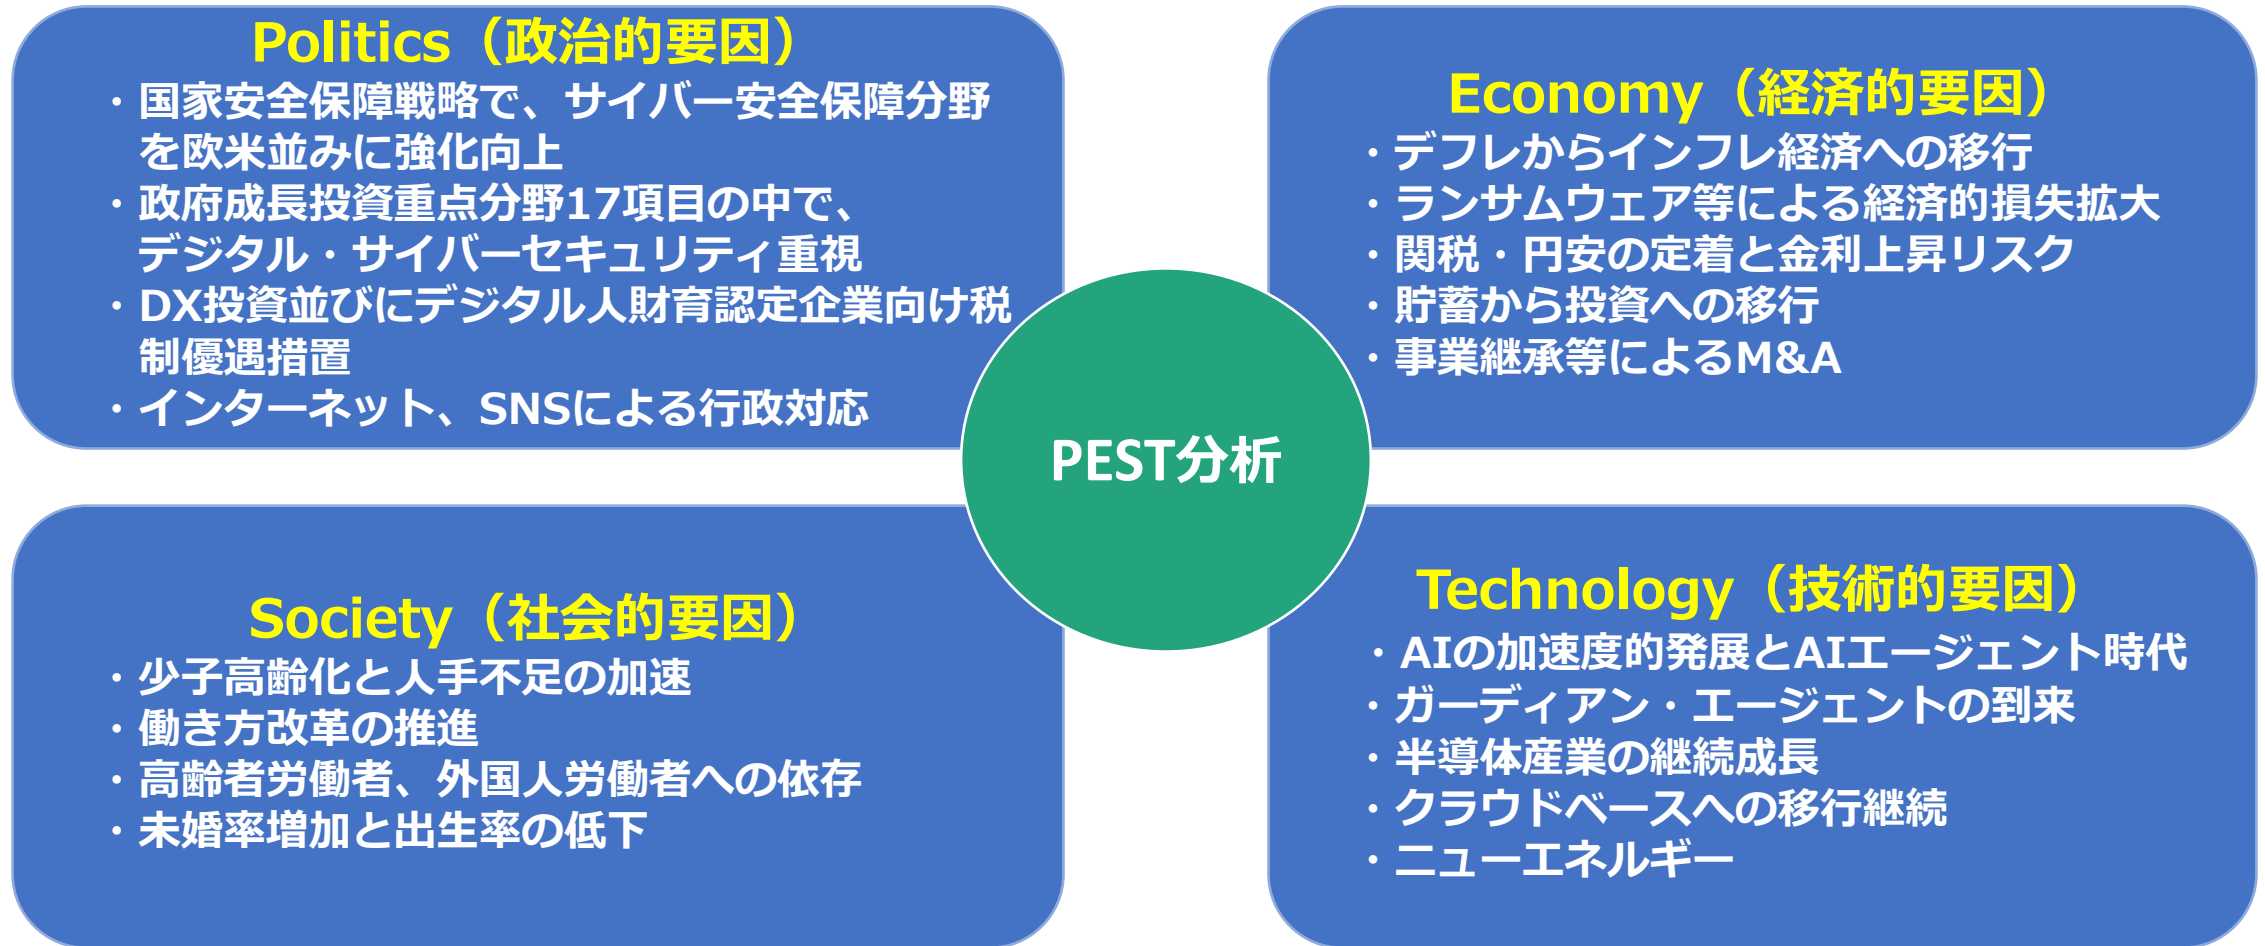 Politics（政治的要因）
・国家安全保障戦略で、サイバー安全保障分野
を欧米並みに強化向上
・政府成長投資重点分野17項目の中で、
デジタル・サイバーセキュリティ重視
・DX投資並びにデジタル人財育認定企業向け税
制優遇措置
・インターネット、SNSによる行政対応
Economy（経済的要因）
・デフレからインフレ経済への移行
・ランサムウェア等による経済的損失拡大
・関税・円安の定着と金利上昇リスク
・貯蓄から投資への移行
・事業継承等によるM&A
PEST分析
Society（社会的要因）
・少子高齢化と人手不足の加速
・働き方改革の推進
・高齢者労働者、外国人労働者への依存
・未婚率増加と出生率の低下
Technology（技術的要因）
・AIの加速度的発展とAIエージェント時代
・ガーディアン・エージェントの到来
・半導体産業の継続成長
・クラウドベースへの移行継続
・ニューエネルギー